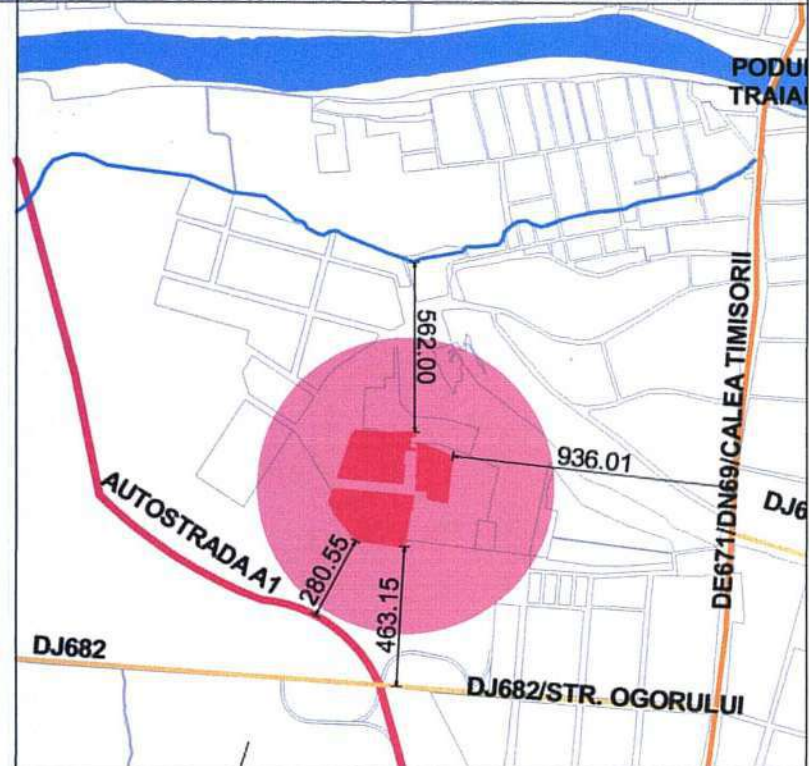 PODUL
TRAIAN
562.00
936.01
DE671/DN69/CALEA TIMISORII
DJ6
AUTOSTRADA A1
280.55
463.15
DJ682
DJ682/STR. OGORULUI